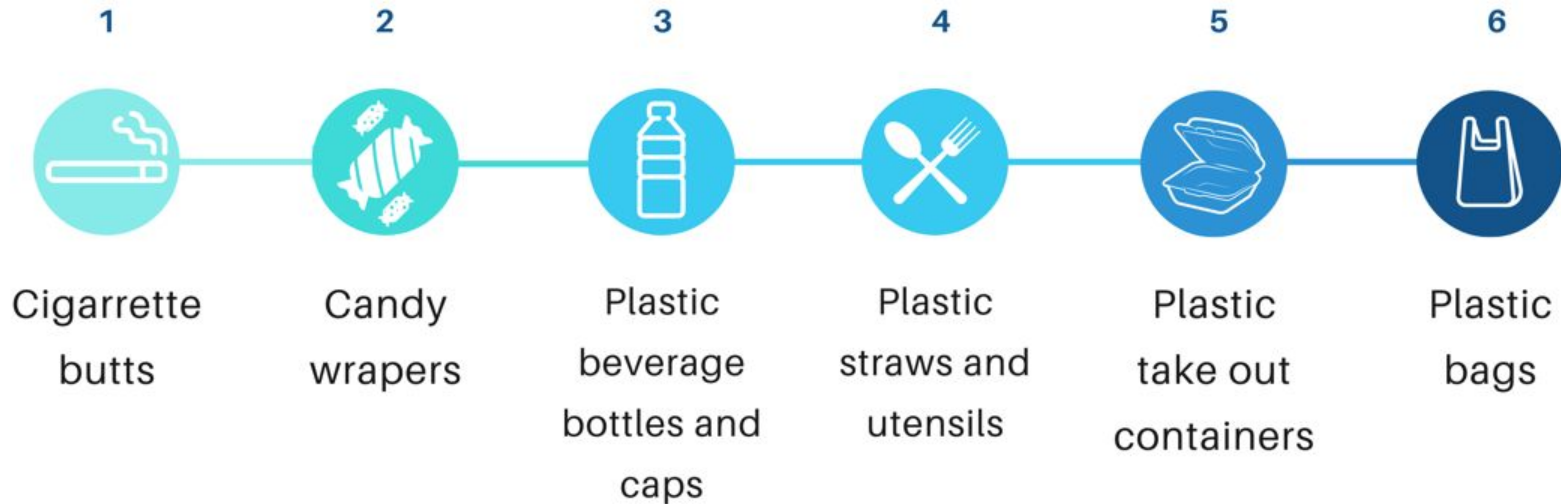 1
2
3
4
5
6
Cigarrette
butts
Candy
wrapers
Plastic
beverage
bottles and
caps
Plastic
straws and
utensils
Plastic
take out
containers
Plastic
bags